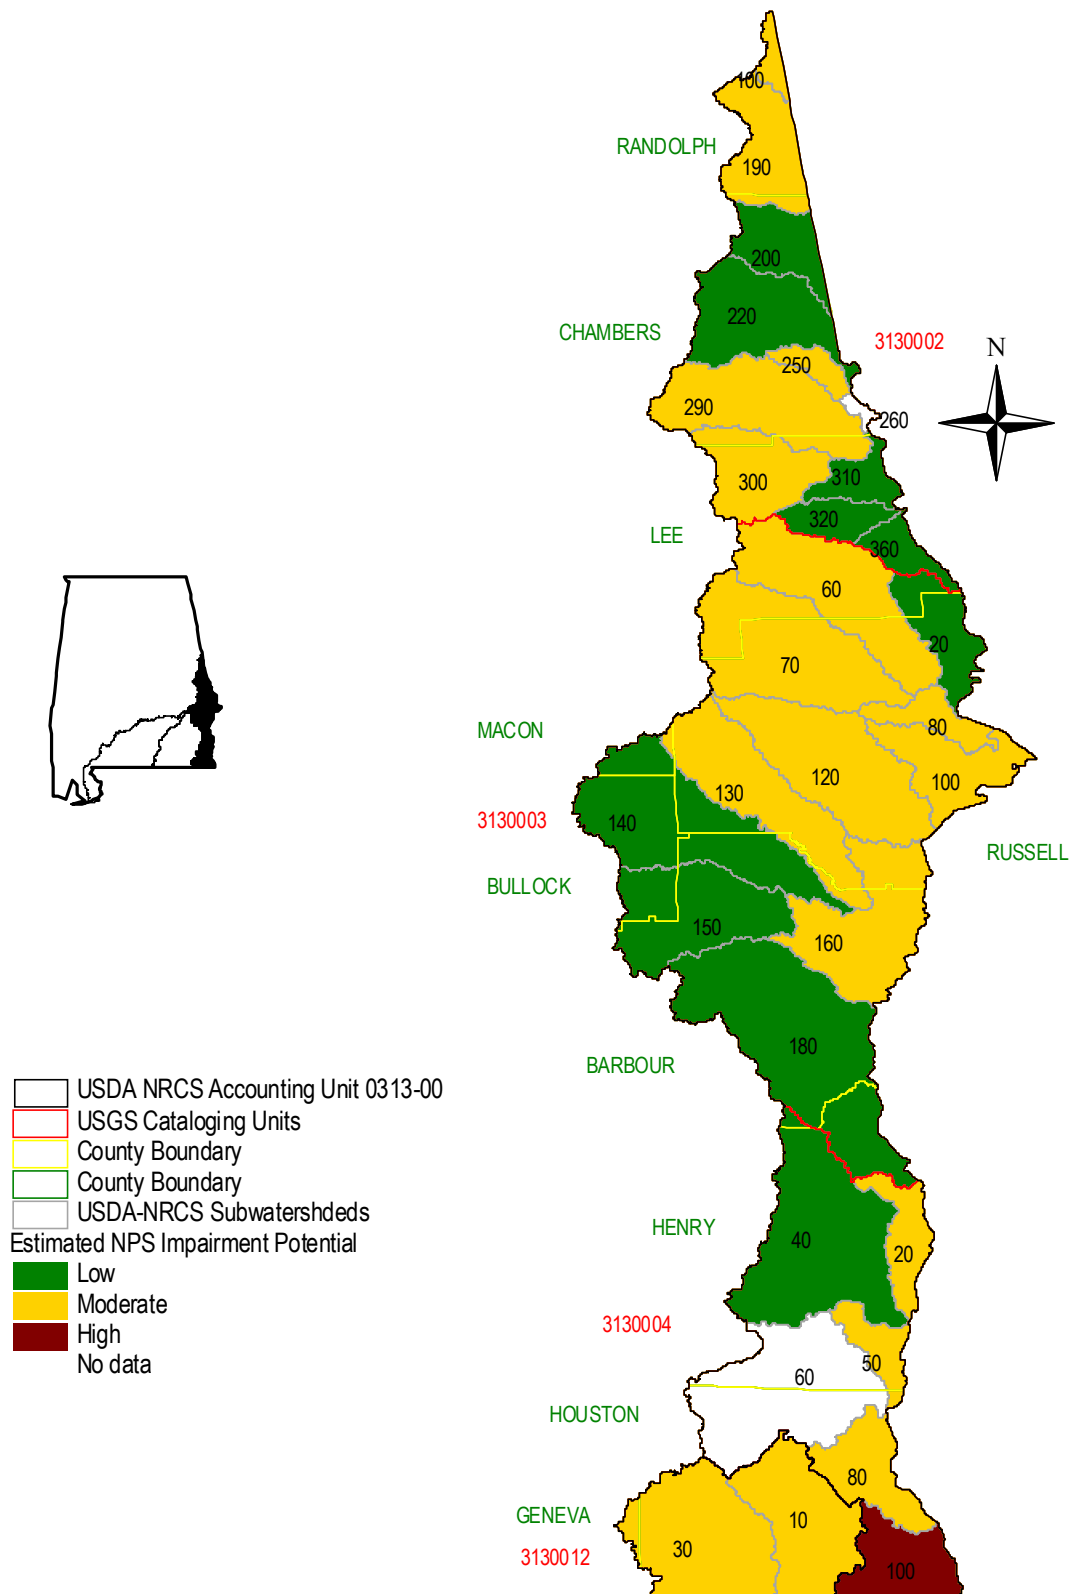 100
RANDOLPH
190
200
220
CHAMBERS
3130002
N
250
290
260
300
310
320
LEE
360
60
20
70
MACON
80
120
100
130
3130003
140
RUSSELL
BULLOCK
150
160
180
BARBOUR
USDA NRCS Accounting Unit 0313-00
USGS Cataloging Units
County Boundary
County Boundary
USDA-NRCS Subwatershdeds
Estimated NPS Impairment Potential
Low
Moderate
High
No data
HENRY
40
20
3130004
50
60
HOUSTON
80
GENEVA
10
30
3130012
100